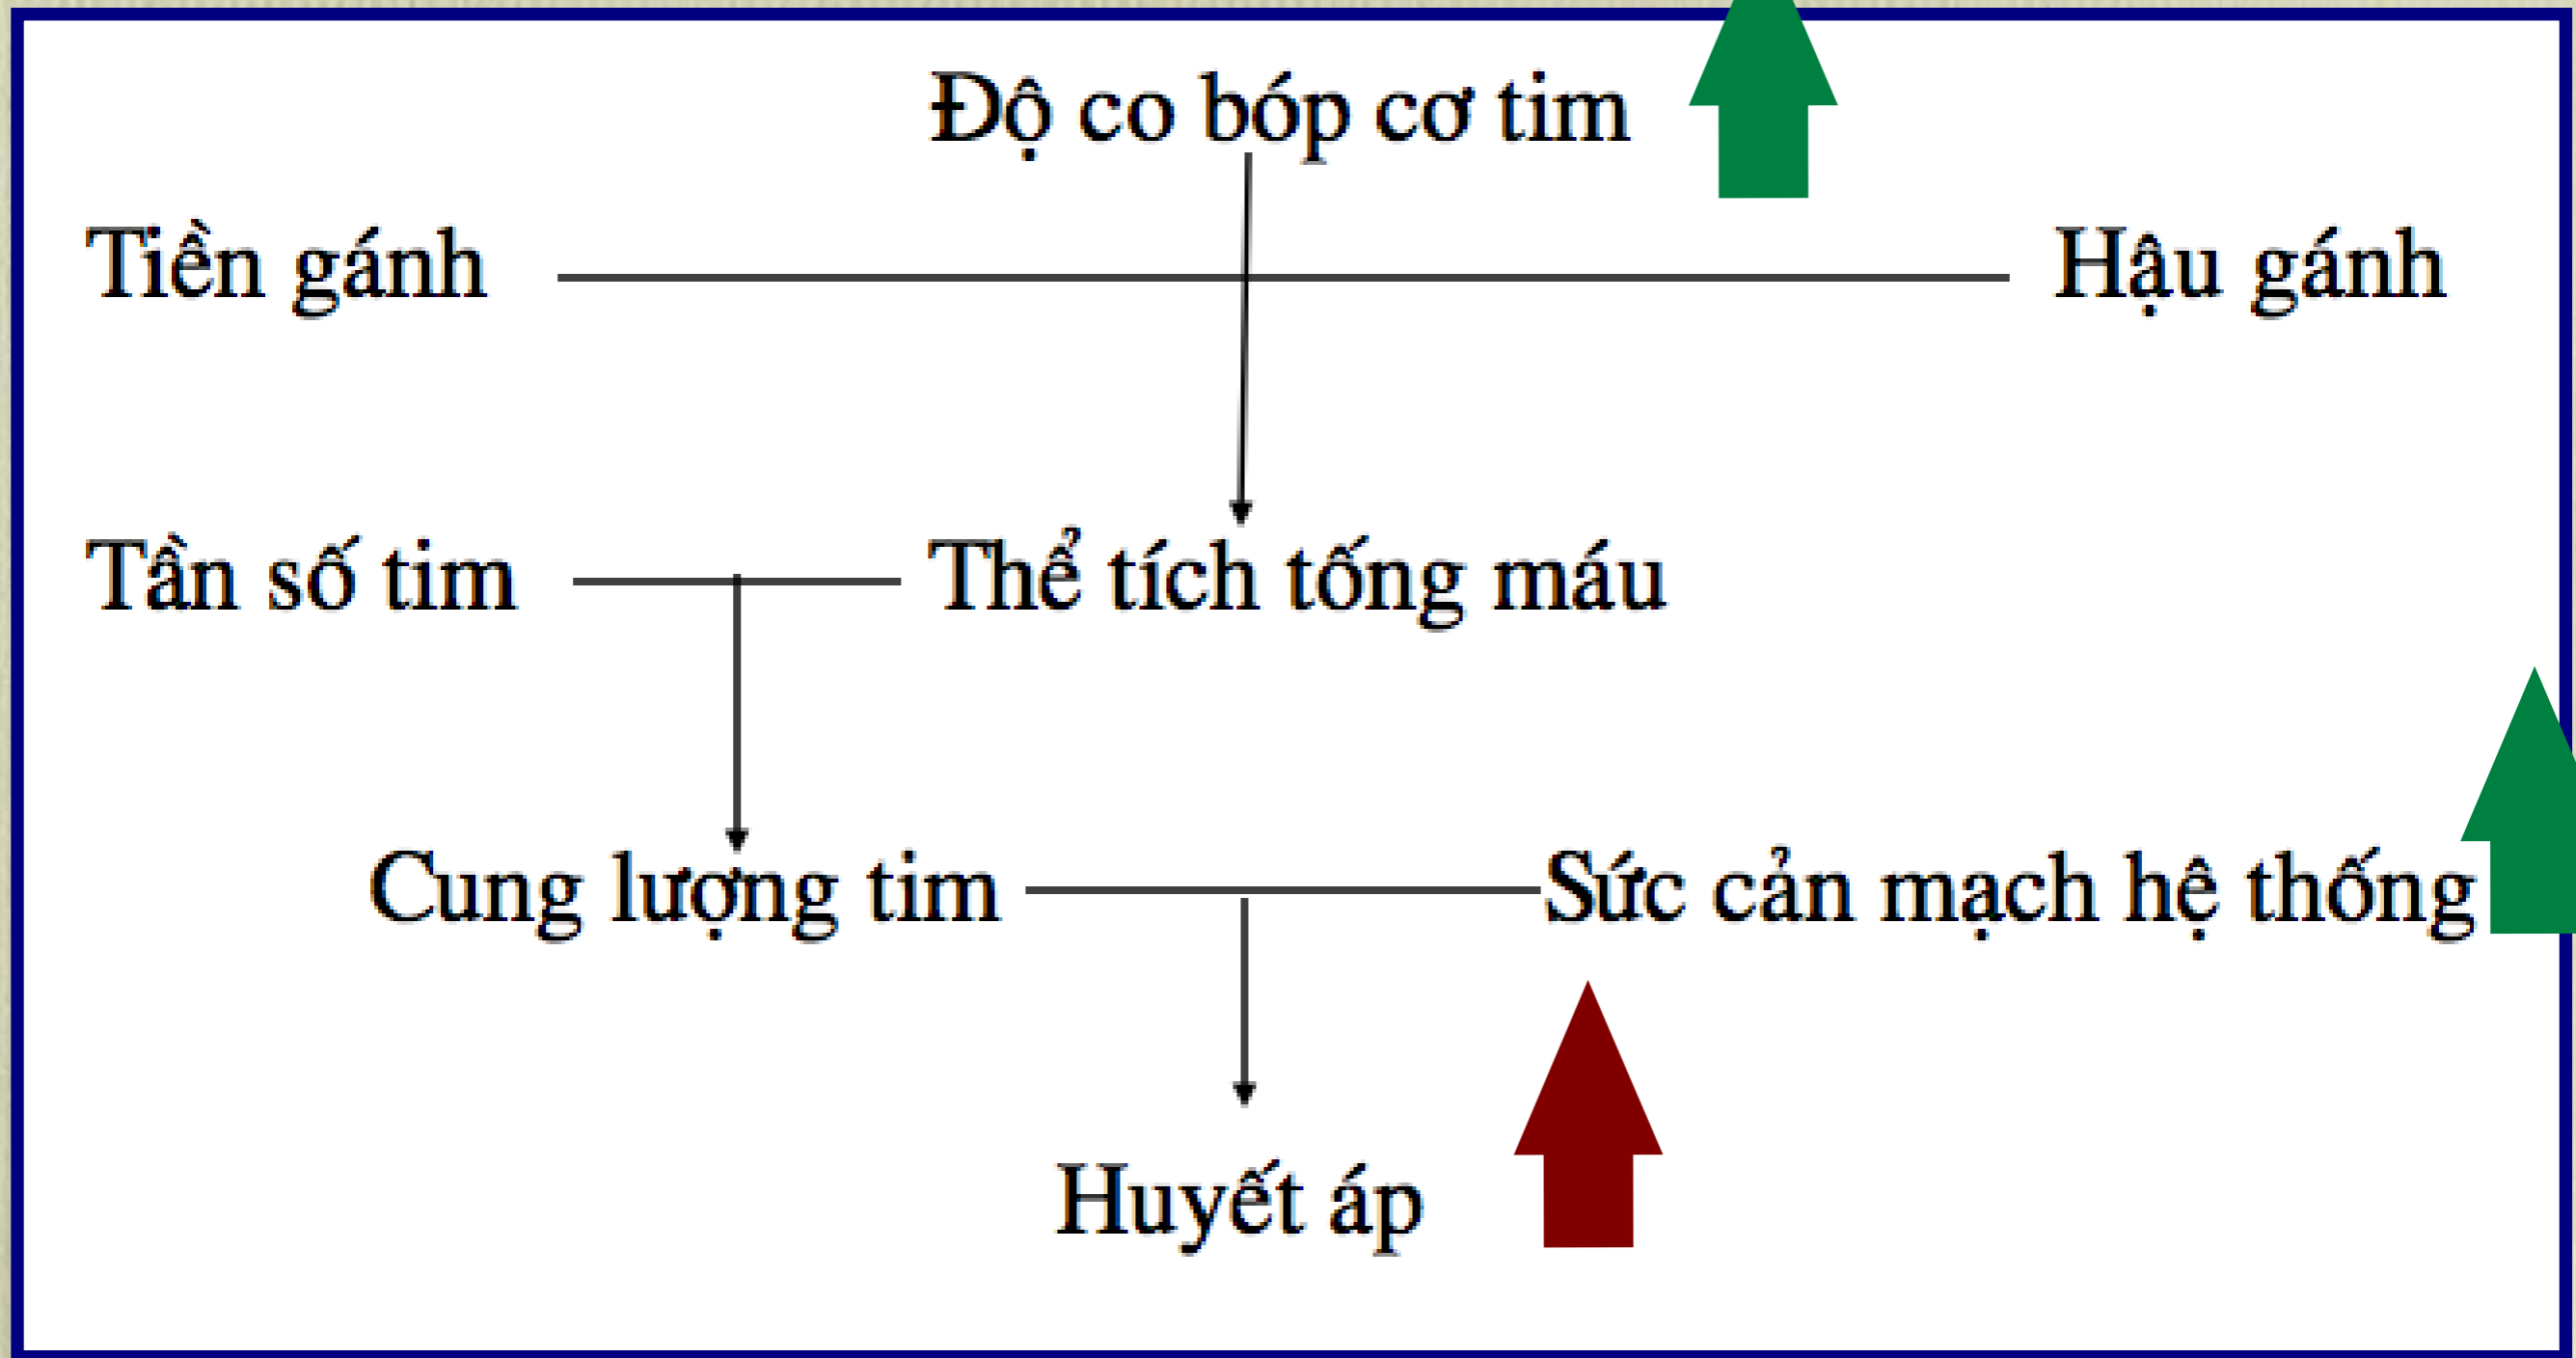 Độ co bóp cơ tim
Tiền gánh
Hậu gánh
Tần số tim
Thể tích tống máu
Cung lượng tim
Sức cản mạch hệ thống
Huyết áp